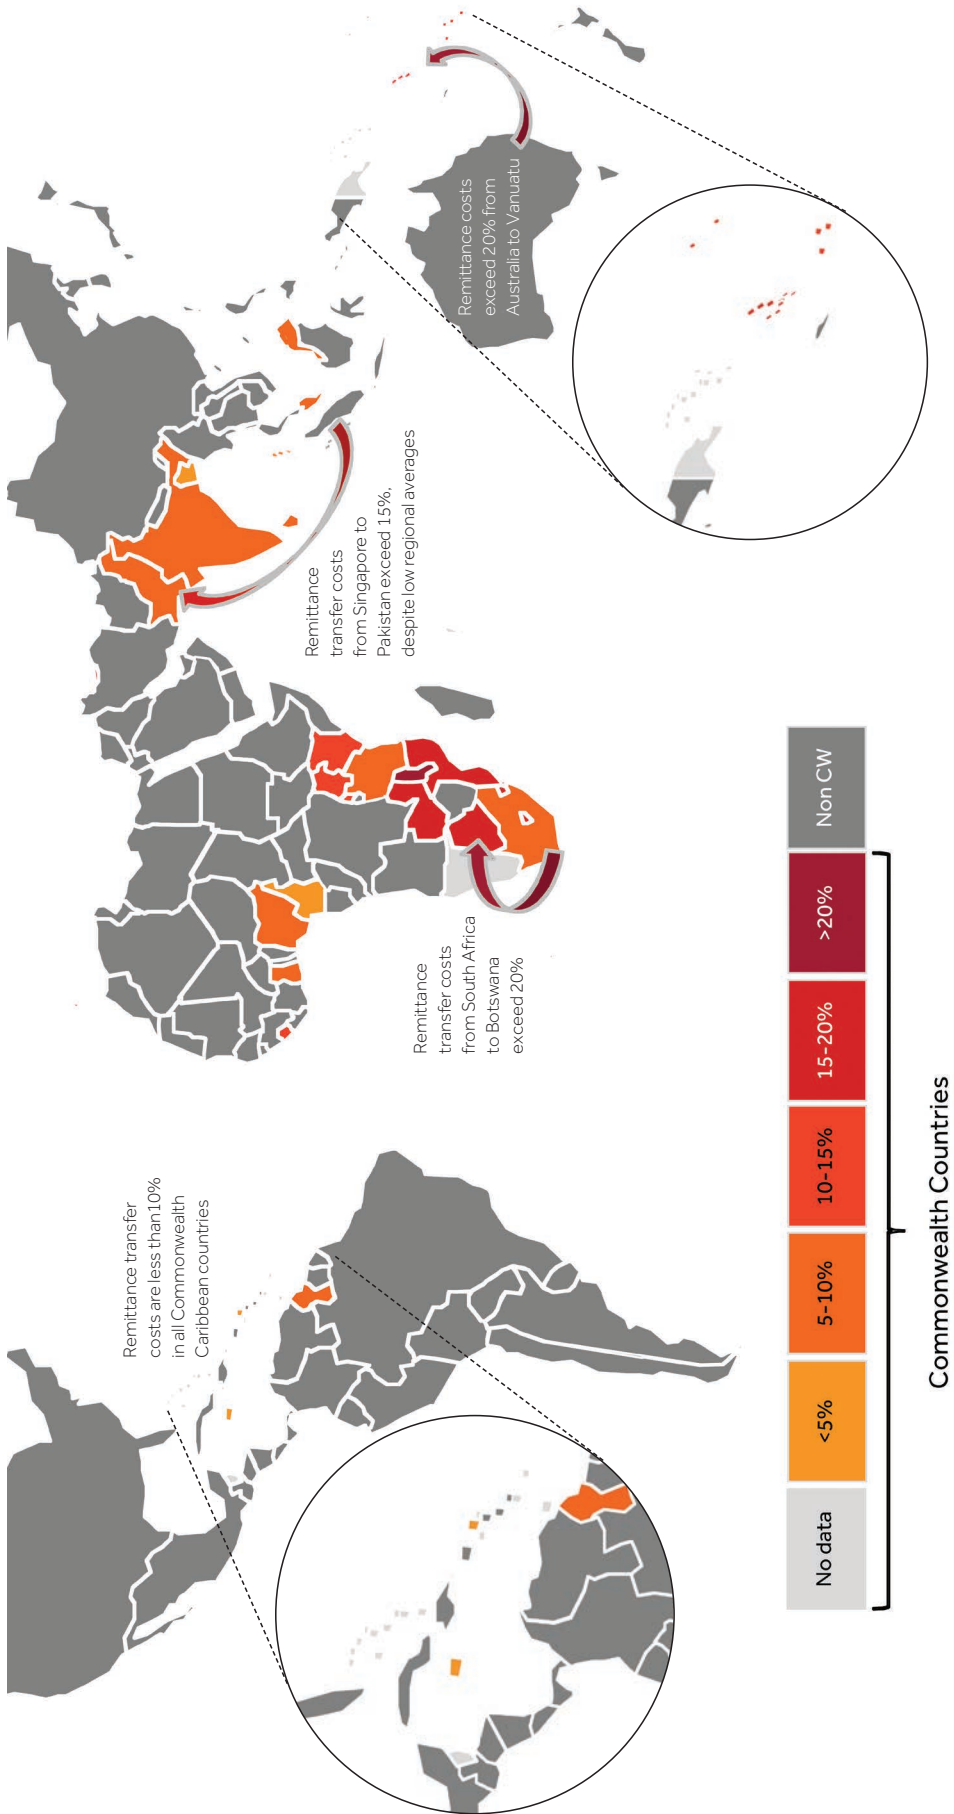 Remittance transfer
costs are less than10%
in all Commonwealth
Caribbean countries
Remittance
transfer costs
from South Africa
to Botswana
exceed 20%
Remittance
transfer costs
from Singapore to
Pakistan exceed 15%,
despite low regional averages
Remittance costs
exceed 20% from
Australia to Vanuatu
No data
<5%
5-10%
10-15%
15-20%
>20%
Non CW
Commonwealth Countries